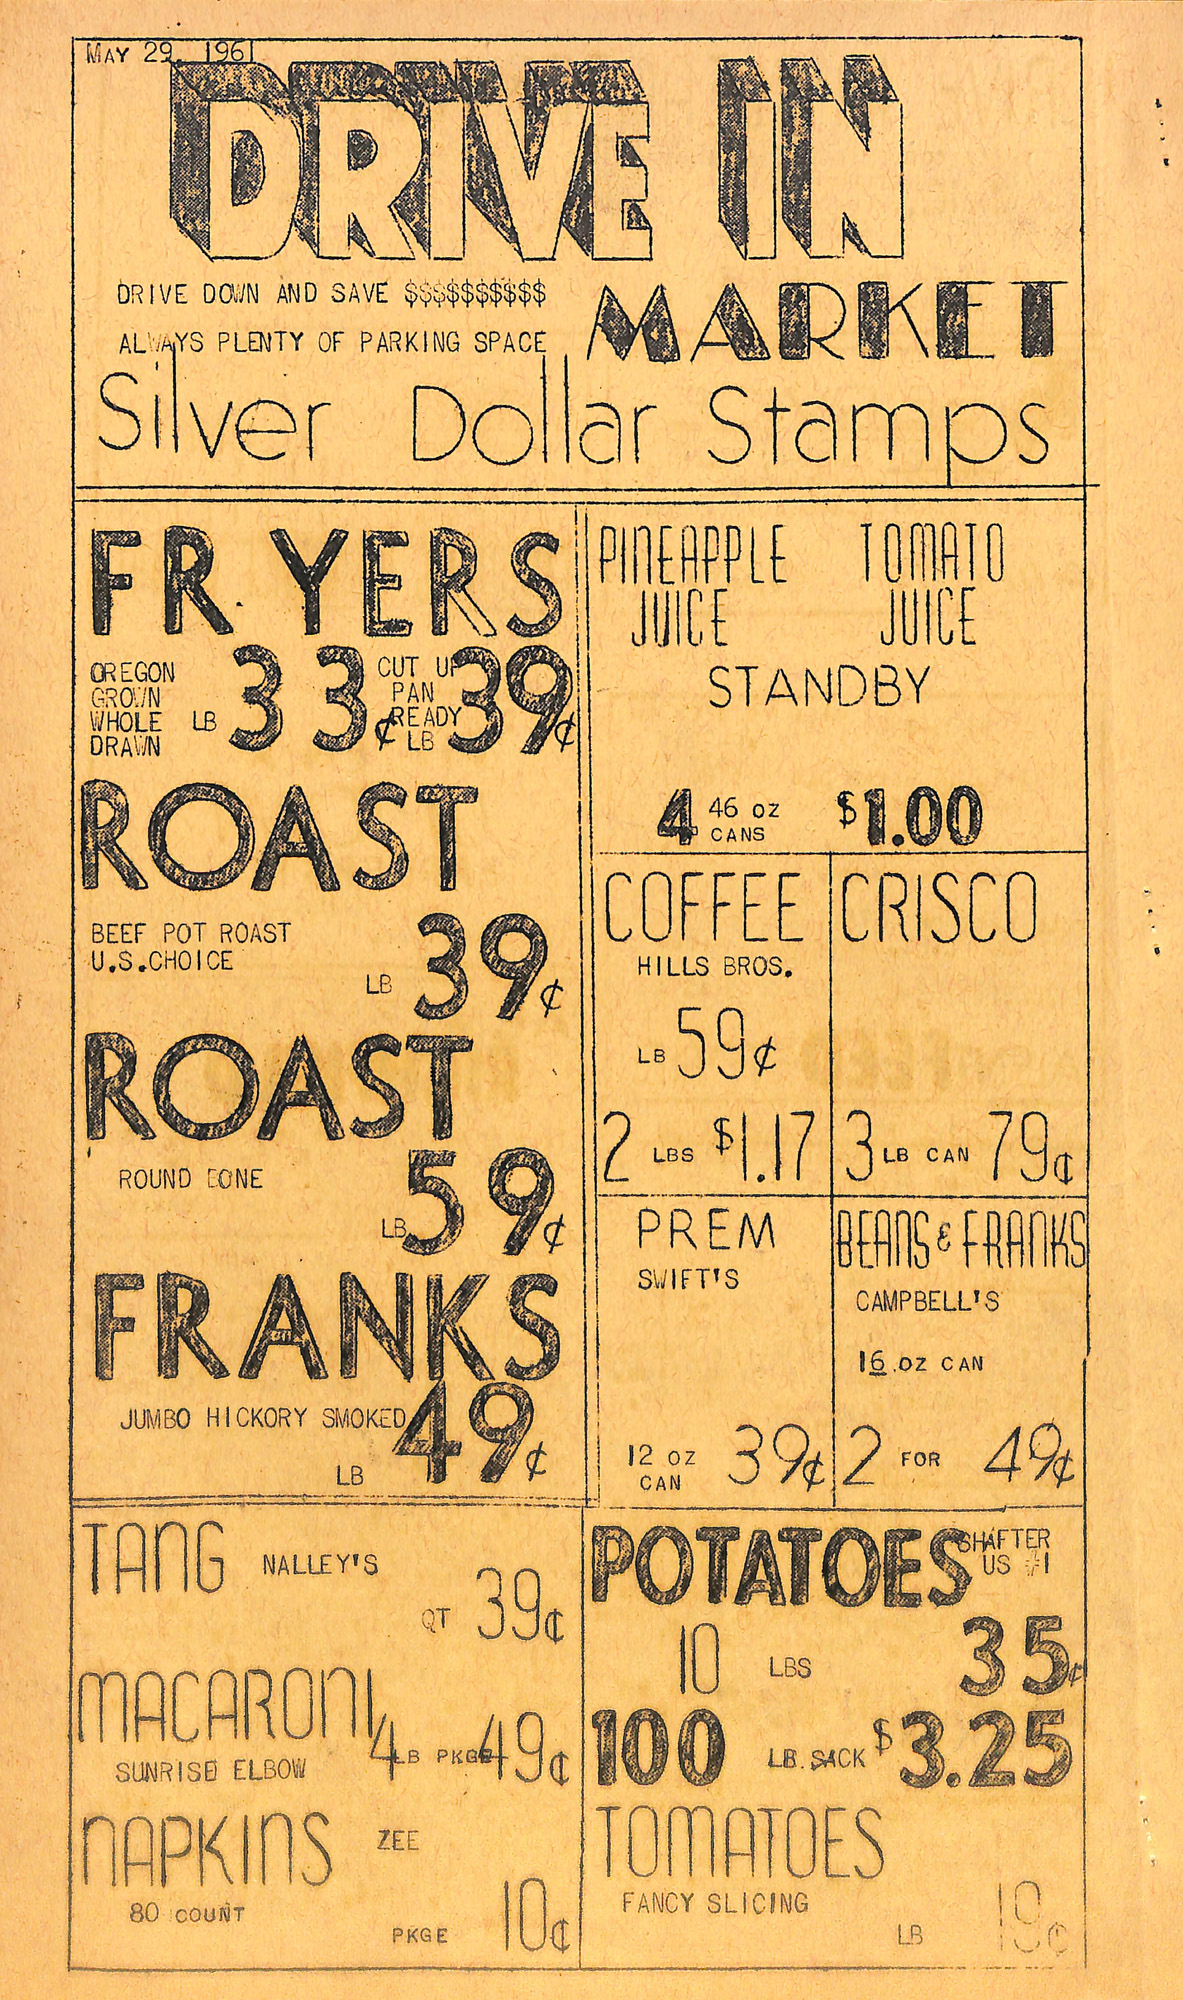 MAY 29, 1961
DRIVE IN
DRIVE DOWN AND SAVE $$$$$$$$$$
ALWAYS PLENTY OF PARKING SPACE
MARKET
Silver Dollar Stamps
FRYERS
OREGON
GROWN
WHOLE
DRAWN
LB 33¢
CUT UP
PAN
READY
LB 39¢
ROAST
BEEF POT ROAST
U.S.CHOICE
LB 39¢
ROAST
ROUND BONE
LB 59¢
FRANKS
JUMBO HICKORY SMOKED
LB 49¢
PINEAPPLE JUICE
TOMATO JUICE
STANDBY
4 46 OZ CANS $1.00
COFFEE
HILLS BROS.
LB 59¢
2 LBS $1.17
CRISCO
3 LB CAN 79¢
PREM
SWIFT'S
12 OZ CAN 39¢
BEANS & FRANKS
CAMPBELL'S
16 OZ CAN
2 FOR 49¢
TANG NALLEY'S
QT 39¢
MACARONI
SUNRISE ELBOW
4 LB PKGE 49¢
NAPKINS ZEE
80 COUNT
PKGE 10¢
POTATOES SHAFTER
US #1
10 LBS 35¢
100 LB. SACK $3.25
TOMATOES
FANCY SLICING
LB 19¢